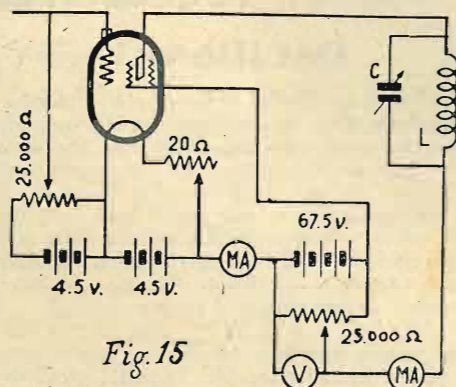 C
L
20 Ω
25.000 Ω
67.5 v.
MA
4.5 v.
4.5 v.
25.000 Ω
Fig. 15
V
MA